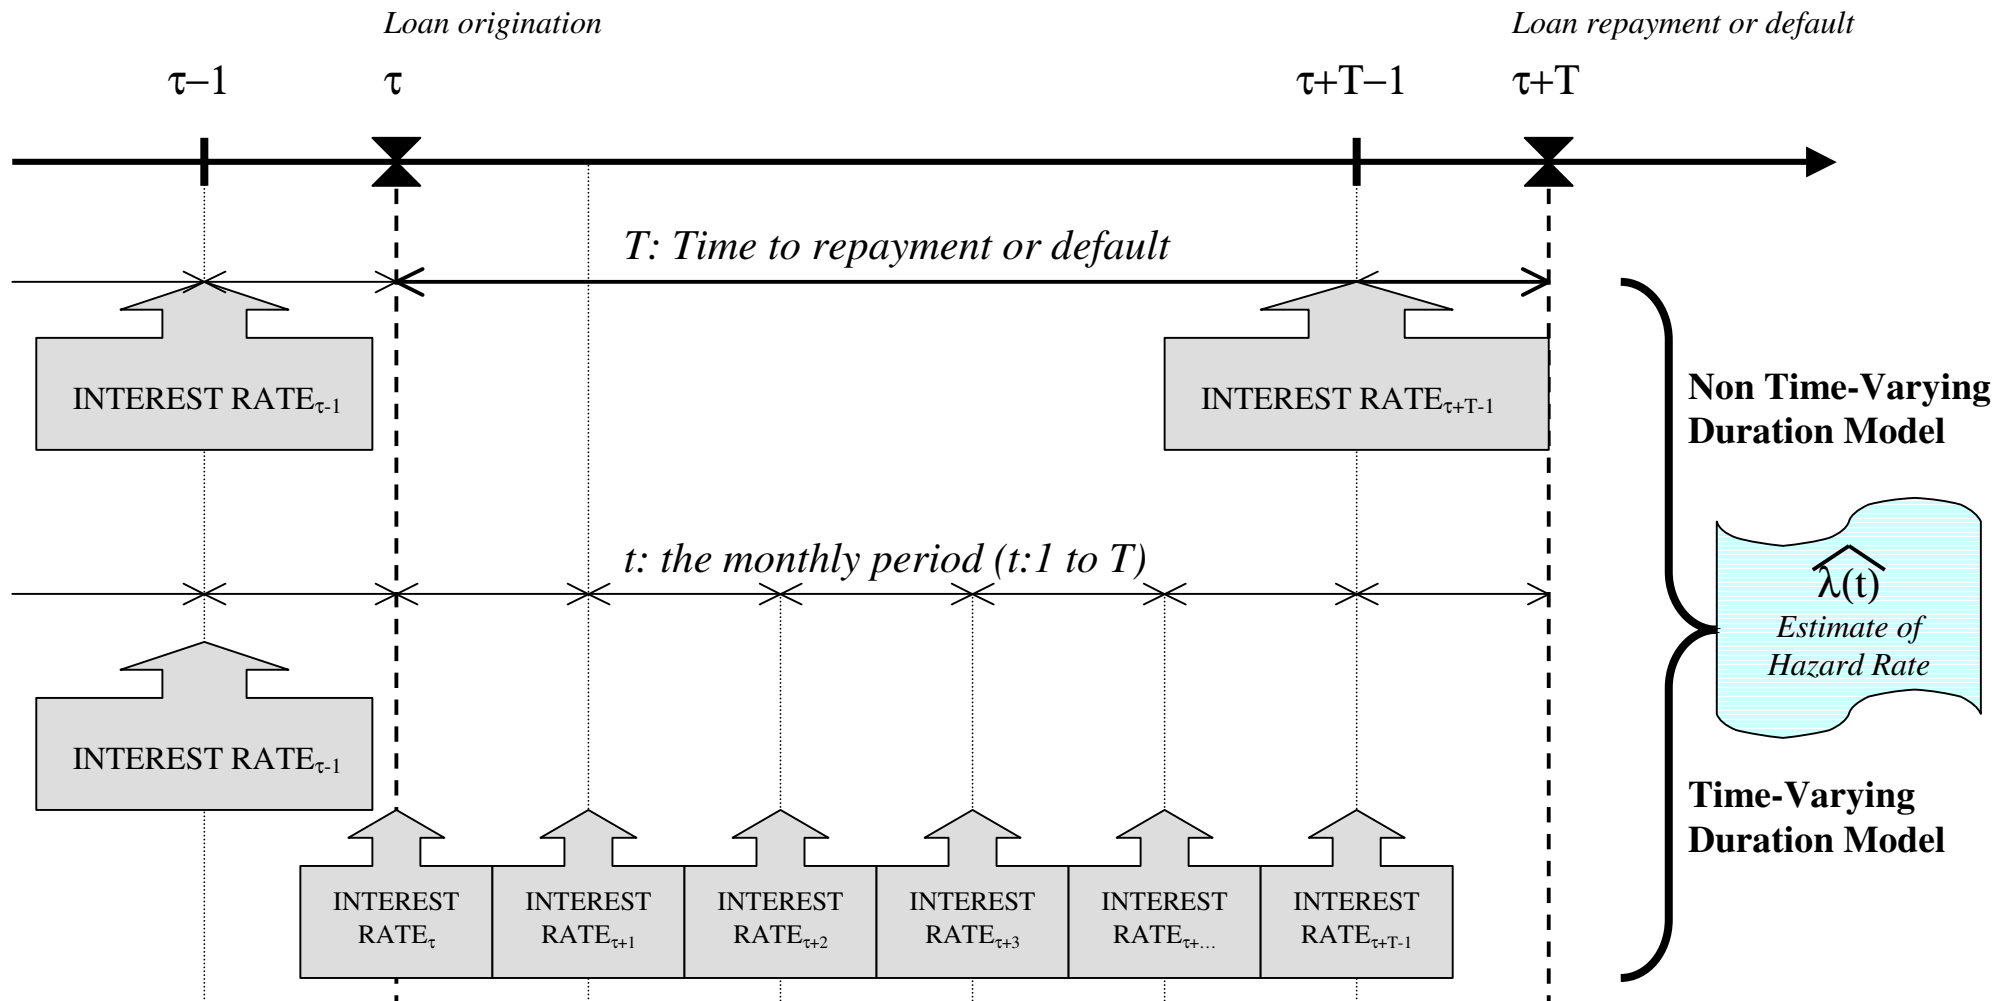 Loan origination
Loan repayment or default
τ−1
τ
τ+T−1
τ+T
T: Time to repayment or default
INTEREST RATEτ-1
INTEREST RATEτ+T-1
Non Time-Varying
Duration Model
t: the monthly period (t:1 to T)
λ̂(t)
Estimate of
Hazard Rate
INTEREST RATEτ-1
Time-Varying
Duration Model
INTEREST
RATEτ
INTEREST
RATEτ+1
INTEREST
RATEτ+2
INTEREST
RATEτ+3
INTEREST
RATEτ+…
INTEREST
RATEτ+T-1